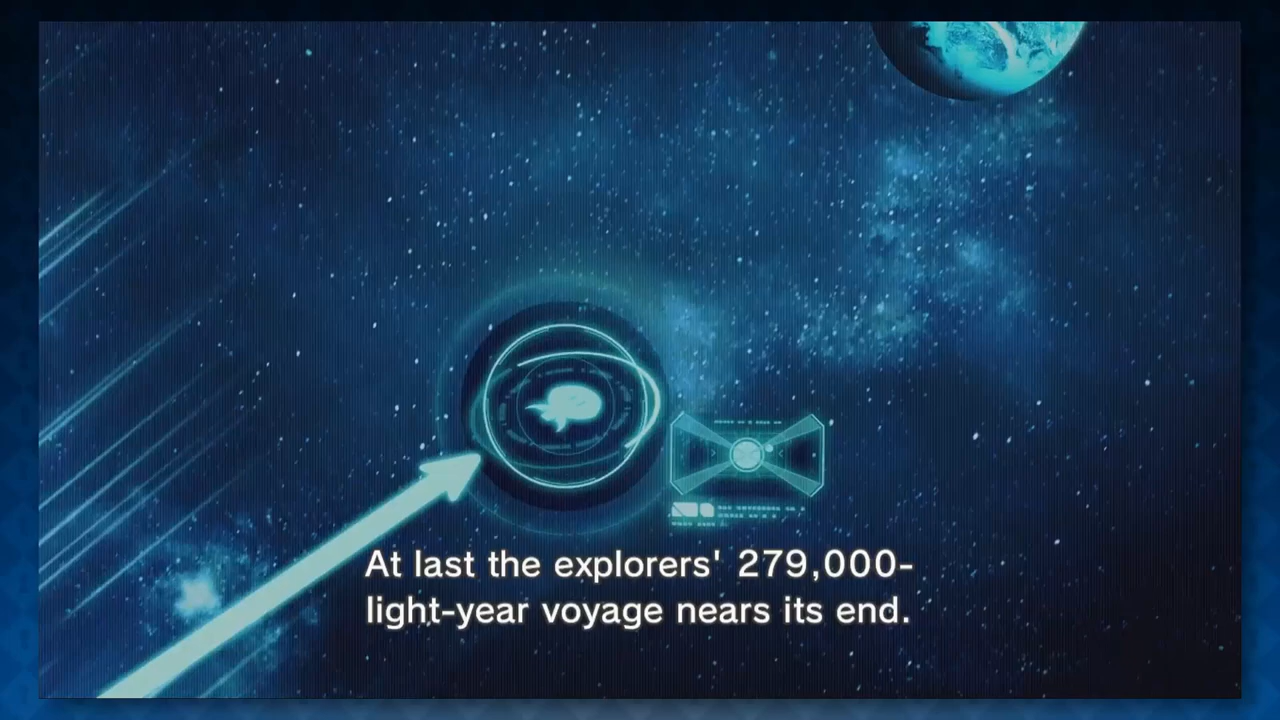 At last the explorers' 279,000-
light-year voyage nears its end.